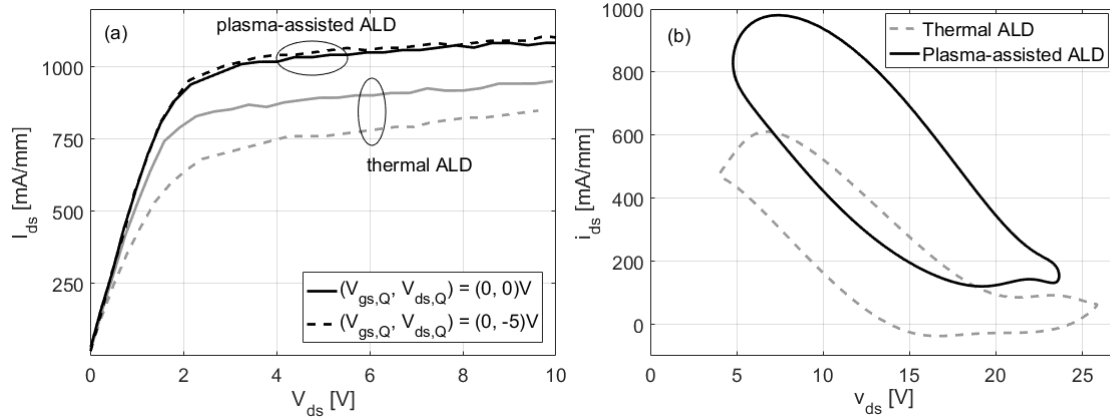 (a)
plasma-assisted ALD
thermal ALD
1000
750
500
250
0
2
4
6
8
10
I_ds [mA/mm]
V_ds [V]
(V_gs,Q, V_ds,Q) = (0, 0)V
(V_gs,Q, V_ds,Q) = (0, -5)V
(b)
Thermal ALD
Plasma-assisted ALD
1000
800
600
400
200
0
0
5
10
15
20
25
i_ds [mA/mm]
v_ds [V]